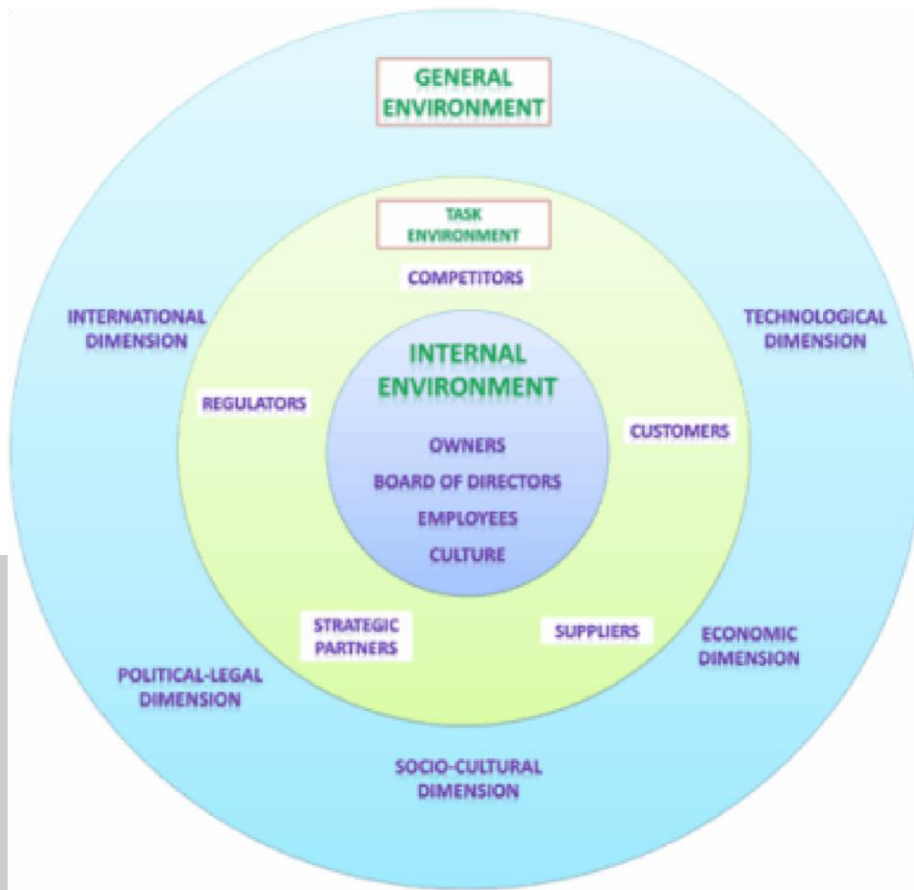 GENERAL
ENVIRONMENT
TASK
ENVIRONMENT
COMPETITORS
INTERNATIONAL
DIMENSION
TECHNOLOGICAL
DIMENSION
INTERNAL
ENVIRONMENT
REGULATORS
CUSTOMERS
OWNERS
BOARD OF DIRECTORS
EMPLOYEES
CULTURE
STRATEGIC
PARTNERS
SUPPLIERS
ECONOMIC
DIMENSION
POLITICAL-LEGAL
DIMENSION
SOCIO-CULTURAL
DIMENSION